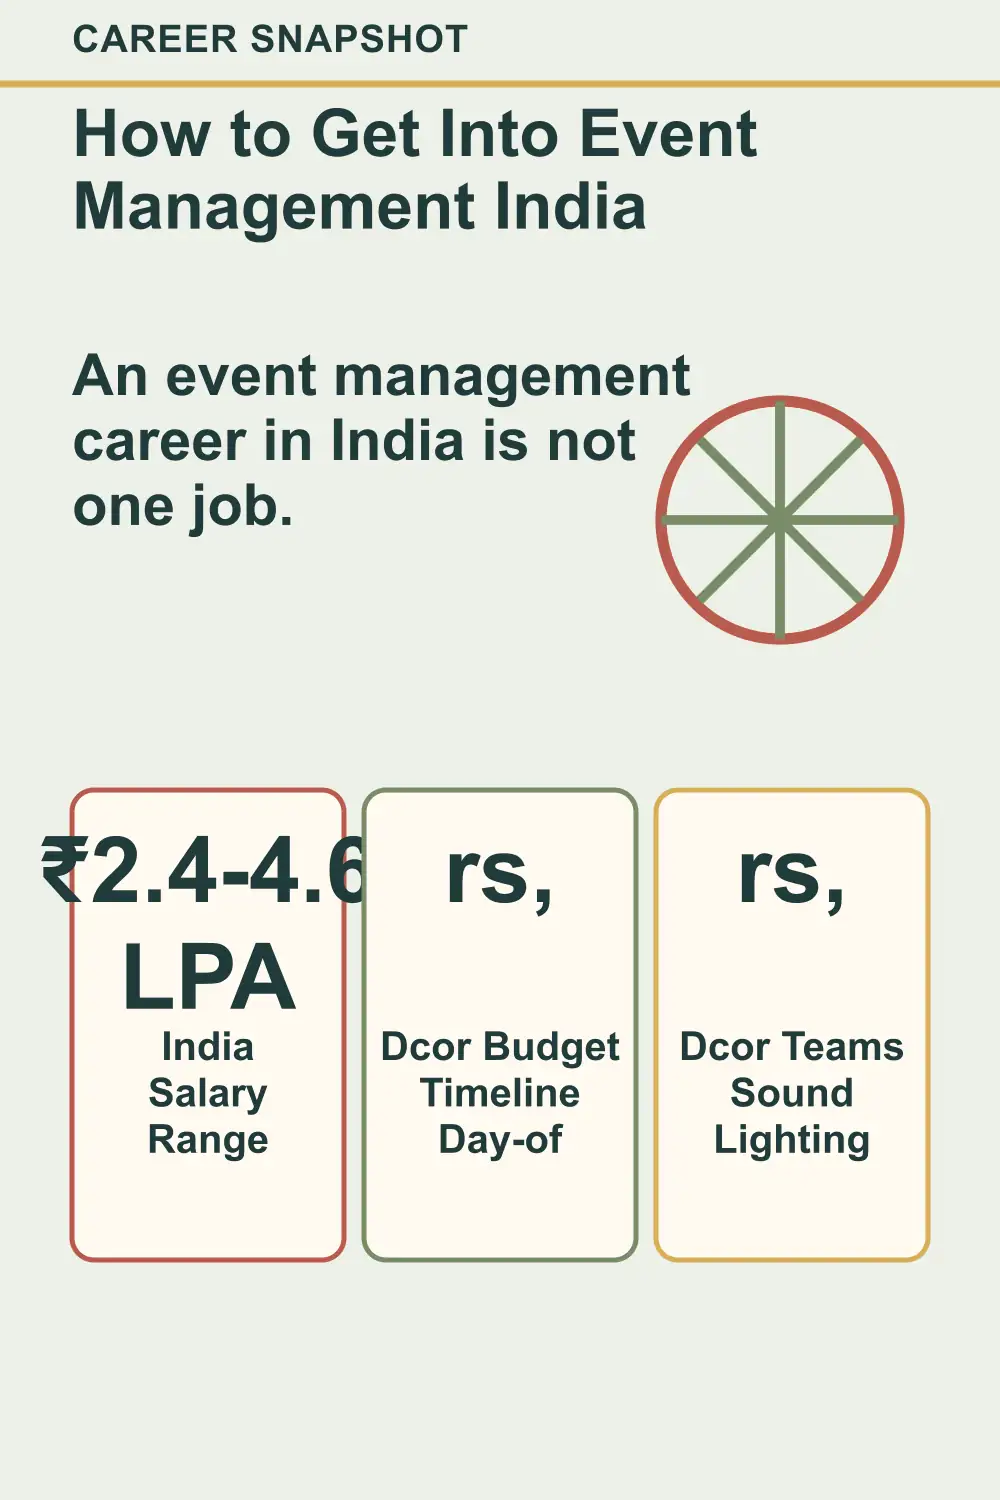 CAREER SNAPSHOT
How to Get Into Event
Management India
An event management
career in India is not
one job.
₹2.4-4.6
LPA
India
Salary
Range
rs,
Dcor Budget
Timeline
Day-of
rs,
Dcor Teams
Sound
Lighting